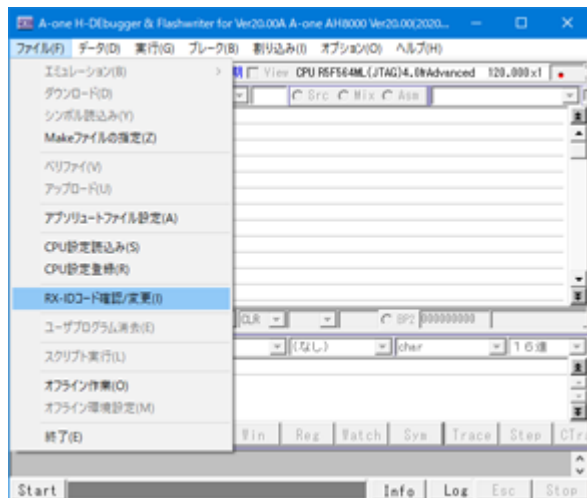 A-one H-DEbugger & Flashwriter for Ver20.00A A-one AH8000 Ver20.00(2020...
ファイル(F) データ(D) 実行(G) ブレーク(B) 割り込み(I) オプション(O) ヘルプ(H)
エミュレーション(B)
期 View CPU R5F564ML(JTAG)4.0#Advanced 120.000x1
ダウンロード(D)
Src Mix Asm
シンボル読込み(Y)
Makeファイルの指定(Z)
ベリファイ(V)
アップロード(U)
アブソリュートファイル設定(A)
CPU設定読込み(S)
CPU設定登録(R)
RX-IDコード確認/変更(I)
CLR BP2 00000000
ユーザプログラム消去(E)
(なし) char 16進
スクリプト実行(L)
オフライン作業(O)
オフライン環境設定(M)
終了(E)
Win Reg Watch Sym Trace Step CTr
Start Info Log Esc Stop